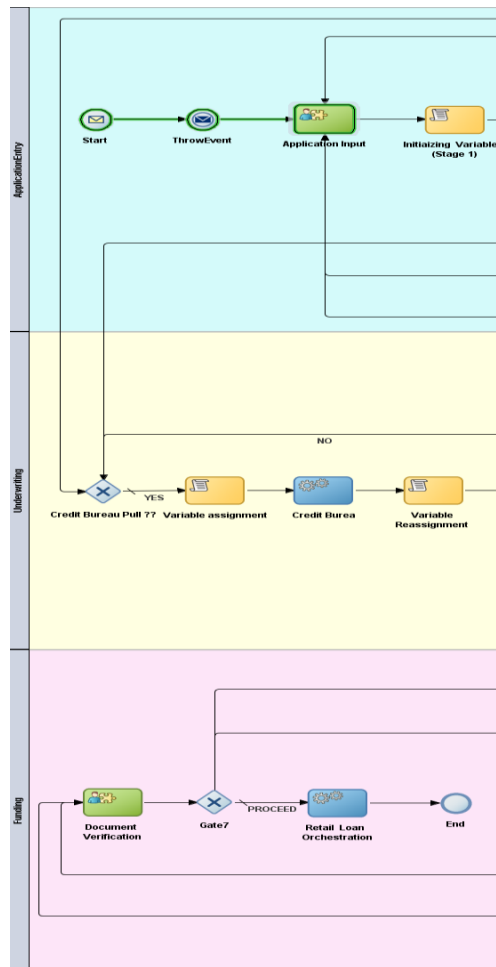 ApplicationEntry
Start
ThrowEvent
Application Input
Initiaizing Variable
(Stage 1)
Underwriting
NO
YES
Credit Bureau Pull ??
Variable assignment
Credit Burea
Variable
Reassignment
Funding
PROCEED
Document
Verification
Gate7
Retail Loan
Orchestration
End